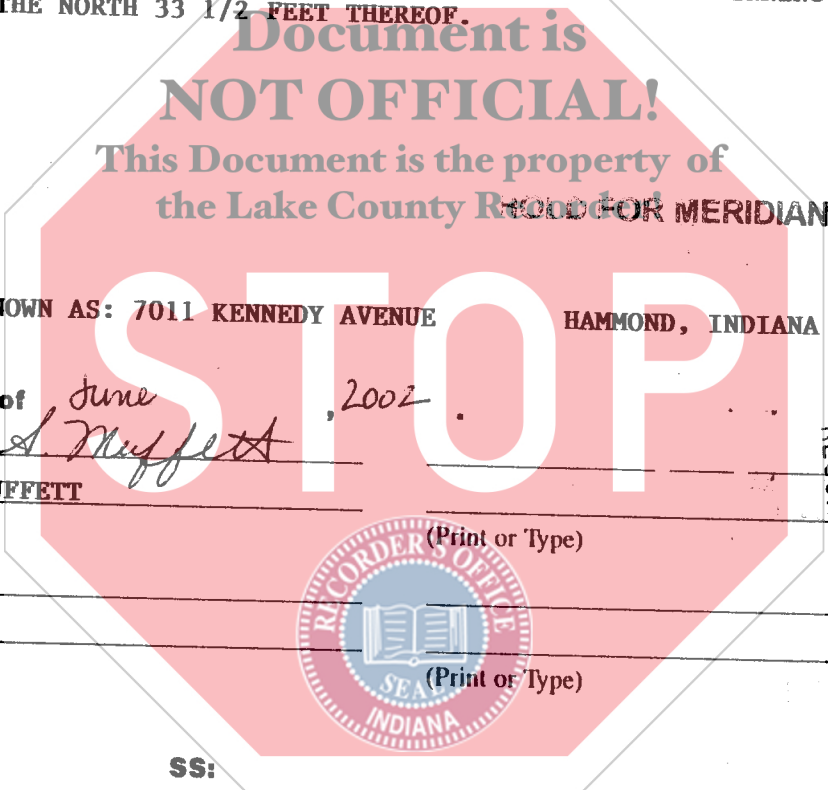 THE NORTH 33 1/2 FEET THEREOF.
Document is
NOT OFFICIAL!
This Document is the property of
the Lake County Recorder!
HOLD FOR MERIDIAN
STOP
OWN AS: 7011 KENNEDY AVENUE HAMMOND, INDIANA
of June , 2002 .
S. Muffett
FFETT
(Print or Type)
RECORDER'S OFFICE
SEAL
INDIANA
(Print or Type)
SS: